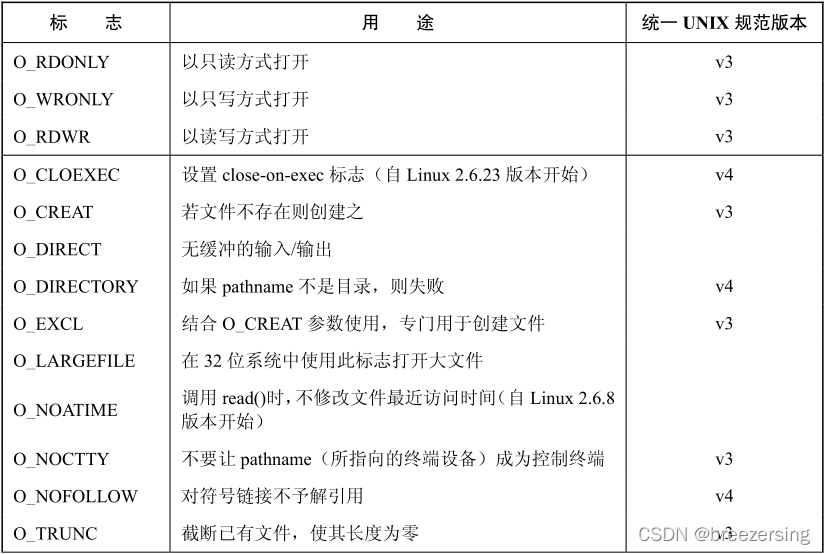 标 志 用 途 统一 UNIX 规范版本
O_RDONLY 以只读方式打开 v3
O_WRONLY 以只写方式打开 v3
O_RDWR 以读写方式打开 v3
O_CLOEXEC 设置 close-on-exec 标志（自 Linux 2.6.23 版本开始） v4
O_CREAT 若文件不存在则创建之 v3
O_DIRECT 无缓冲的输入/输出
O_DIRECTORY 如果 pathname 不是目录，则失败 v4
O_EXCL 结合 O_CREAT 参数使用，专门用于创建文件 v3
O_LARGEFILE 在 32 位系统中使用此标志打开大文件
O_NOATIME 调用 read()时，不修改文件最近访问时间（自 Linux 2.6.8
版本开始）
O_NOCTTY 不要让 pathname（所指向的终端设备）成为控制终端 v3
O_NOFOLLOW 对符号链接不予解引用 v4
O_TRUNC 截断已有文件，使其长度为零 v3
CSDN @breezersing